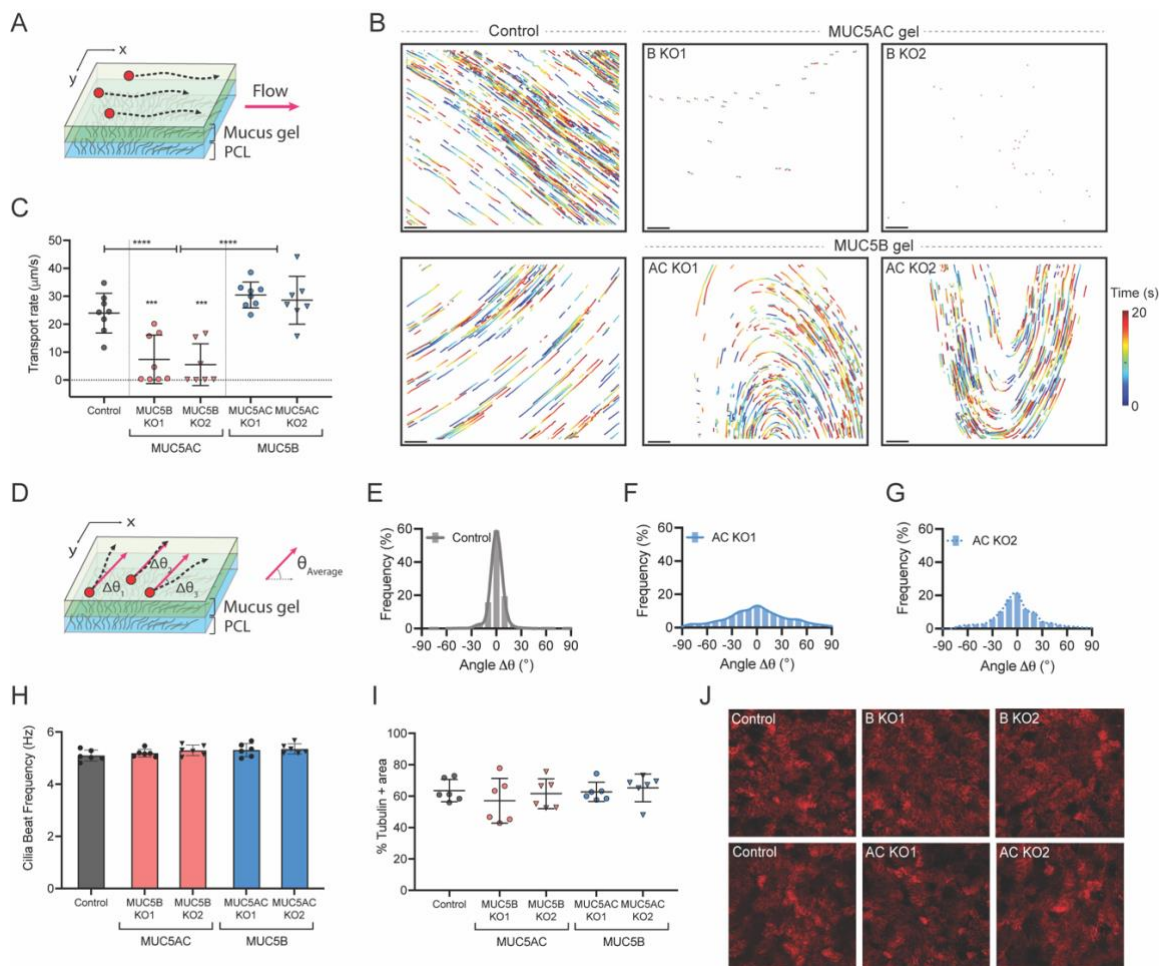 A
x
y
Flow
Mucus gel
PCL
B
Control
MUC5AC gel
B KO1
B KO2
MUC5B gel
AC KO1
AC KO2
Time (s)
20
0
C
Transport rate (µm/s)
50
40
30
20
10
0
****
****
***
***
Control
MUC5B KO1
MUC5B KO2
MUC5AC KO1
MUC5AC KO2
MUC5AC
MUC5B
D
x
y
Δθ1
Δθ2
Δθ3
θAverage
Mucus gel
PCL
E
Frequency (%)
60
40
20
0
Control
-90 -60 -30 0 30 60 90
Angle Δθ (°)
F
Frequency (%)
60
40
20
0
AC KO1
-90 -60 -30 0 30 60 90
Angle Δθ (°)
G
Frequency (%)
60
40
20
0
AC KO2
-90 -60 -30 0 30 60 90
Angle Δθ (°)
H
Cilia Beat Frequency (Hz)
6
3
0
Control
MUC5B KO1
MUC5B KO2
MUC5AC KO1
MUC5AC KO2
MUC5AC
MUC5B
I
% Tubulin + area
100
80
60
40
20
0
Control
MUC5B KO1
MUC5B KO2
MUC5AC KO1
MUC5AC KO2
MUC5AC
MUC5B
J
Control
B KO1
B KO2
Control
AC KO1
AC KO2